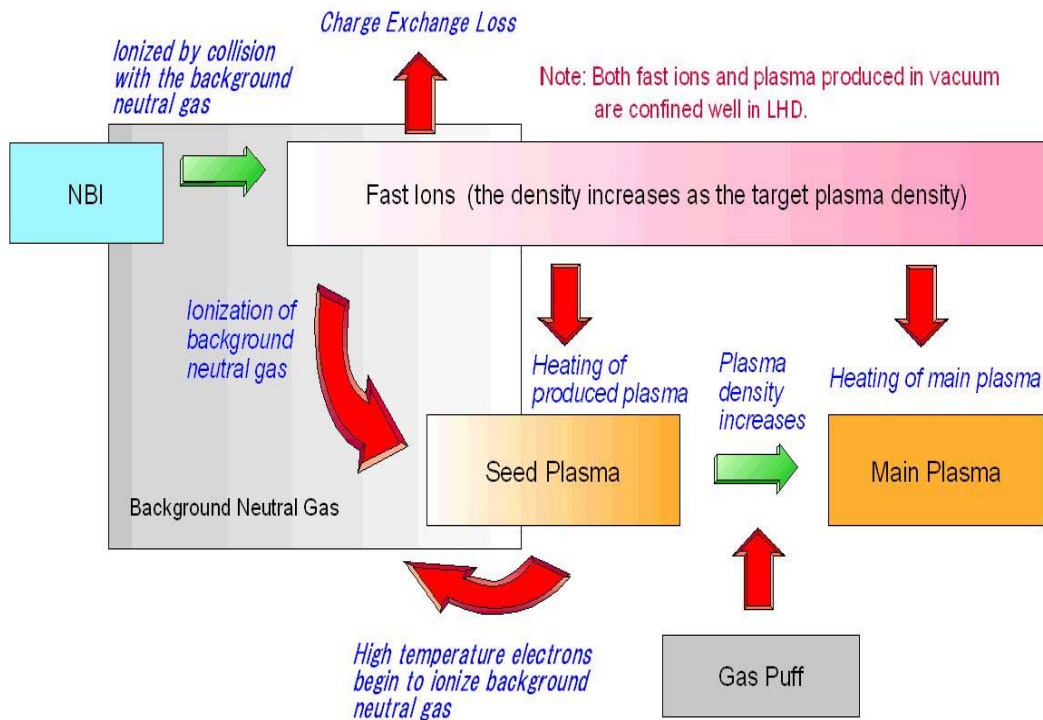 Charge Exchange Loss
Ionized by collision
with the background
neutral gas
Note: Both fast ions and plasma produced in vacuum
are confined well in LHD.
NBI
Fast Ions (the density increases as the target plasma density)
Ionization of
background
neutral gas
Heating of
produced plasma
Plasma
density
increases
Heating of main plasma
Seed Plasma
Main Plasma
Background Neutral Gas
High temperature electrons
begin to ionize background
neutral gas
Gas Puff